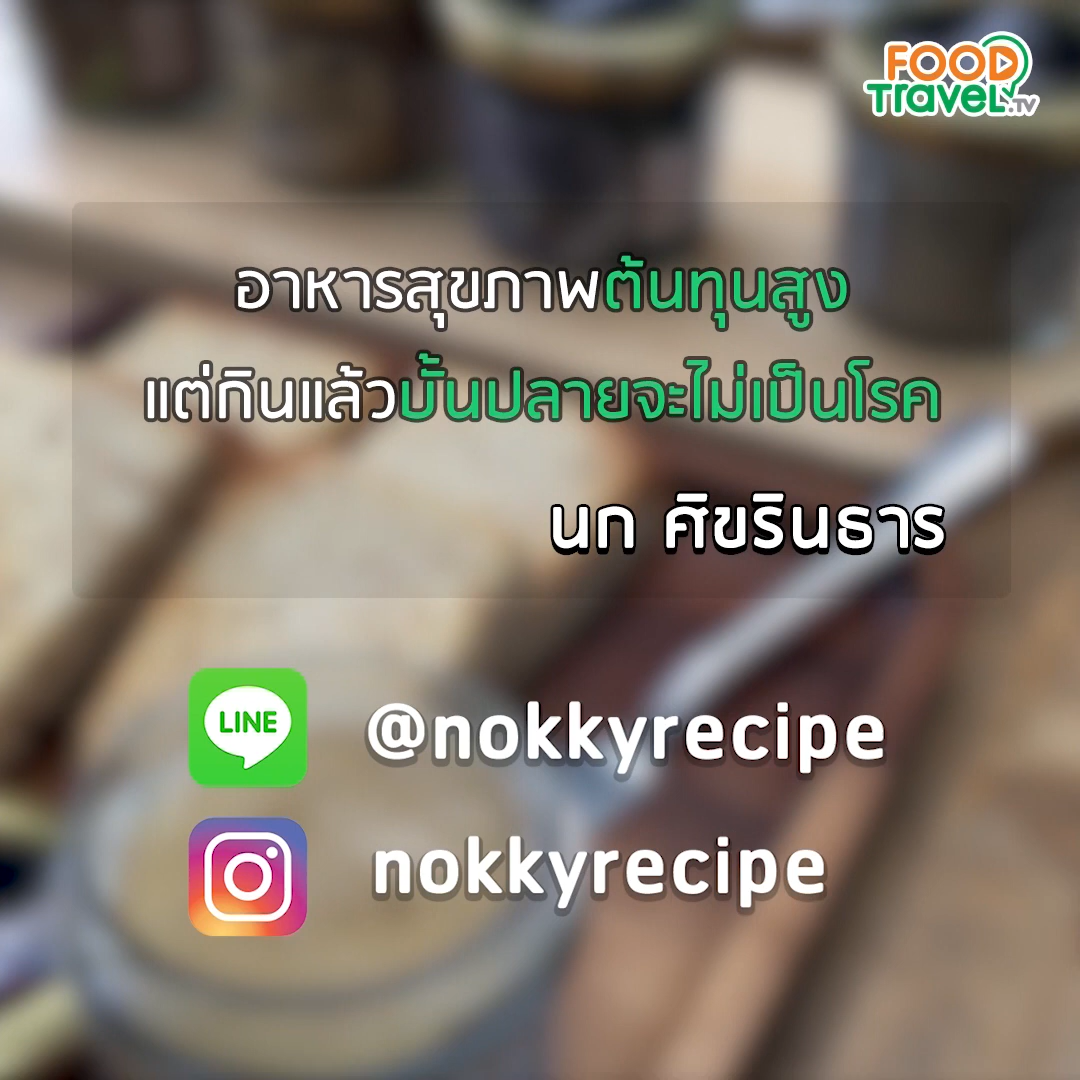 FOOD
Travel.TV
อาหารสุขภาพต้นทุนสูง
แต่กินแล้วบั้นปลายจะไม่เป็นโรค
นก ศิขรินธาร
LINE
@nokkyrecipe
nokkyrecipe